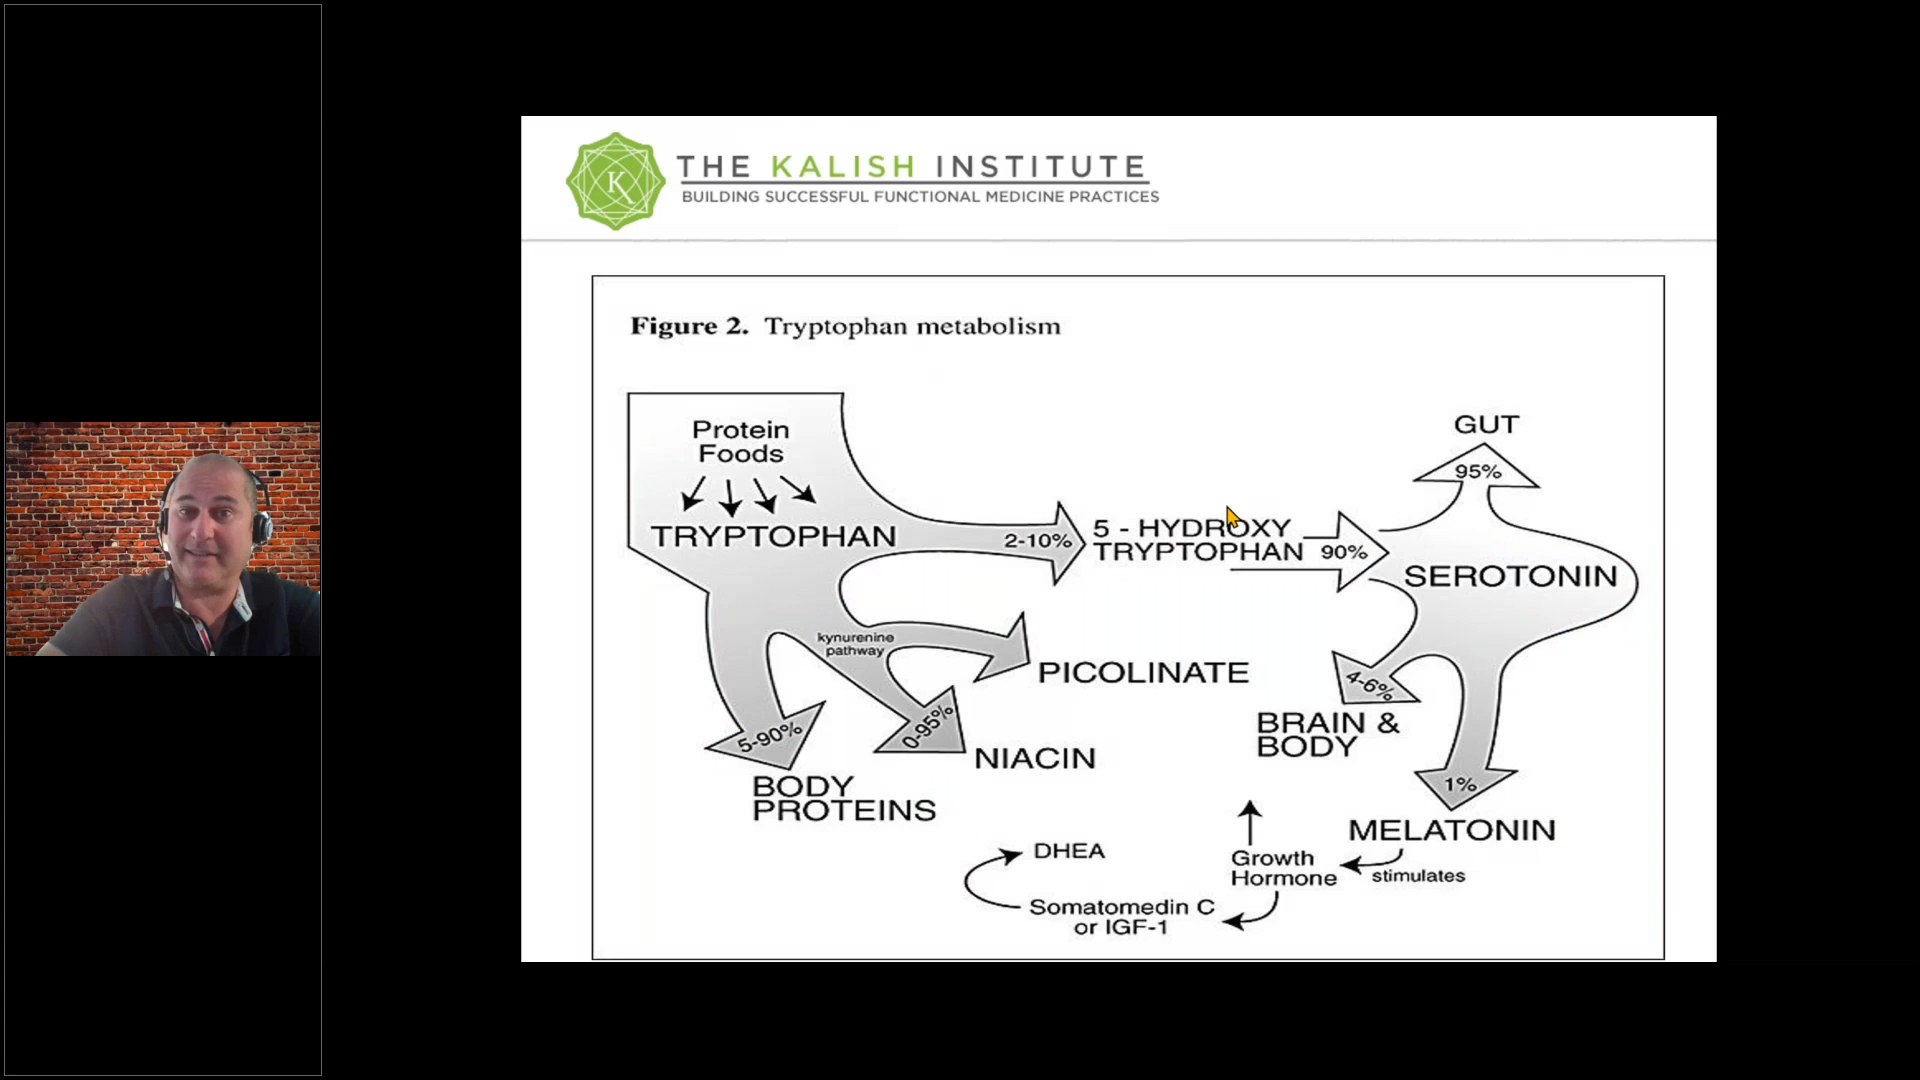 THE KALISH INSTITUTE
BUILDING SUCCESSFUL FUNCTIONAL MEDICINE PRACTICES
K
Figure 2. Tryptophan metabolism
Protein
Foods
TRYPTOPHAN
2-10%
5 - HYDROXY
TRYPTOPHAN
90%
GUT
95%
SEROTONIN
kynurenine
pathway
PICOLINATE
4-6%
BRAIN &
BODY
5-90%
0-95%
NIACIN
BODY
PROTEINS
1%
MELATONIN
DHEA
Growth
Hormone
stimulates
Somatomedin C
or IGF-1